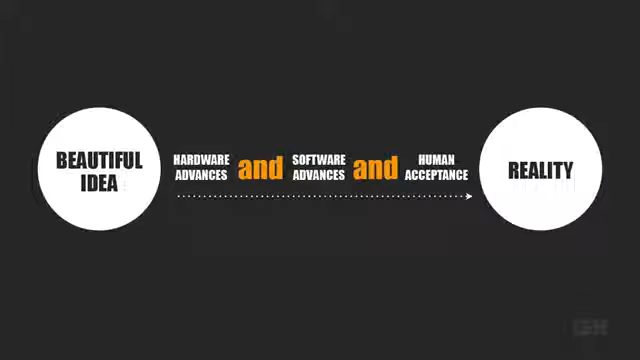 BEAUTIFUL
IDEA
HARDWARE
ADVANCES
and
SOFTWARE
ADVANCES
and
HUMAN
ACCEPTANCE
REALITY